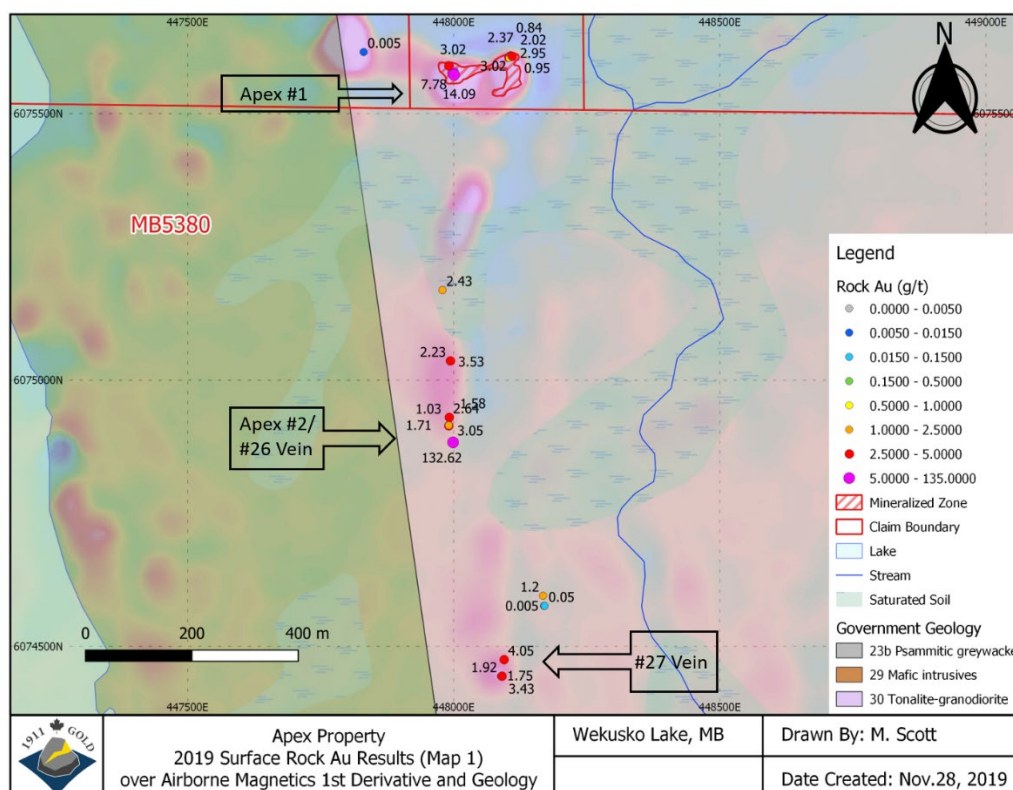 447500E
448000E
448500E
449000E
0.84
2.37
2.02
0.005
3.02
2.95
3.02
0.95
7.78
14.09
N
Apex #1
6075500N
6075500N
MB5380
2.43
2.23
3.53
6075000N
1.58
1.03
2.64
1.71
3.05
Apex #2/
#26 Vein
132.62
1.2
0.05
0.005
0
200
400 m
4.05
6074500N
1.92
1.75
3.43
#27 Vein
447500E
448000E
448500E
Legend
Rock Au (g/t)
0.0000 - 0.0050
0.0050 - 0.0150
0.0150 - 0.1500
0.1500 - 0.5000
0.5000 - 1.0000
1.0000 - 2.5000
2.5000 - 5.0000
5.0000 - 135.0000
Mineralized Zone
Claim Boundary
Lake
Stream
Saturated Soil
Government Geology
23b Psammitic greywacke
29 Mafic intrusives
30 Tonalite-granodiorite
1911 GOLD
Apex Property
2019 Surface Rock Au Results (Map 1)
over Airborne Magnetics 1st Derivative and Geology
Wekusko Lake, MB
Drawn By: M. Scott
Date Created: Nov.28, 2019